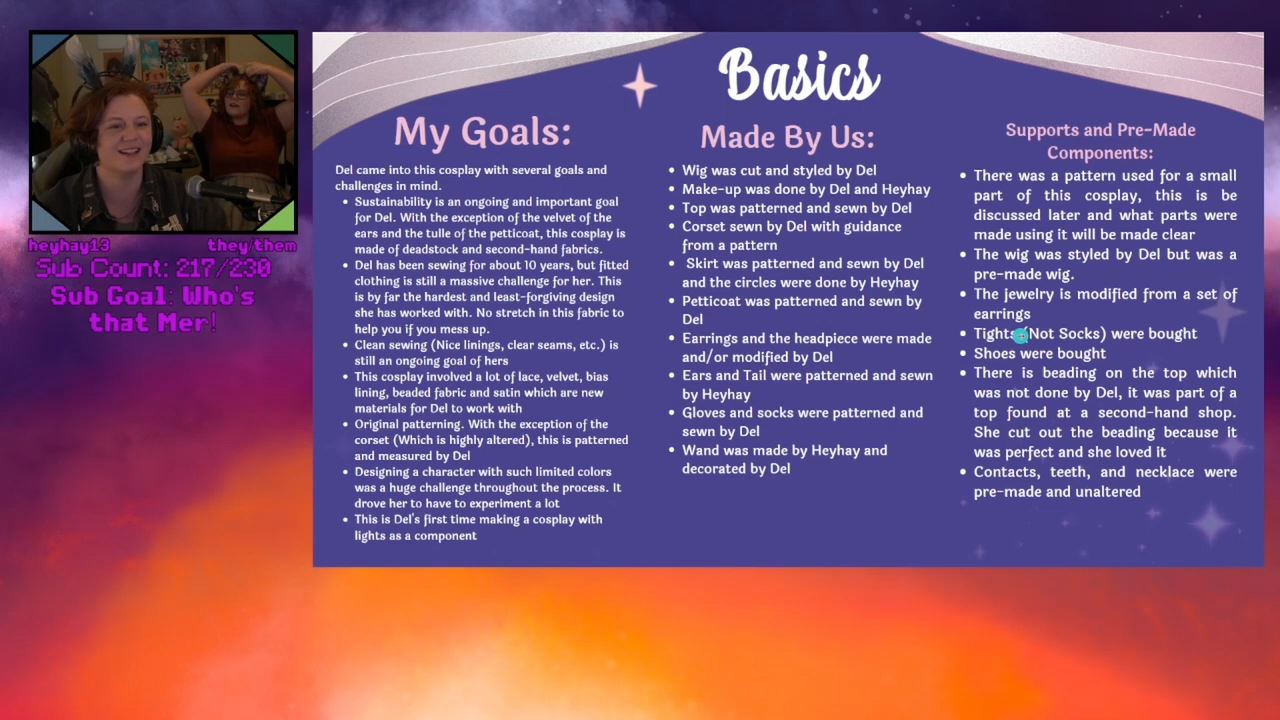 heyhay13 they/them
Sub Count: 217/230
Sub Goal: Who's
that Mer!
Basics
My Goals:
Del came into this cosplay with several goals and
challenges in mind.
• Sustainability is an ongoing and important goal
for Del. With the exception of the velvet of the
ears and the tulle of the petticoat, this cosplay is
made of deadstock and second-hand fabrics.
• Del has been sewing for about 10 years, but fitted
clothing is still a massive challenge for her. This
is by far the hardest and least-forgiving design
she has worked with. No stretch in this fabric to
help you if you mess up.
• Clean sewing (Nice linings, clear seams, etc.) is
still an ongoing goal of hers
• This cosplay involved a lot of lace, velvet, bias
lining, beaded fabric and satin which are new
materials for Del to work with
• Original patterning. With the exception of the
corset (Which is highly altered), this is patterned
and measured by Del
• Designing a character with such limited colors
was a huge challenge throughout the process. It
drove her to have to experiment a lot
• This is Del's first time making a cosplay with
lights as a component
Made By Us:
• Wig was cut and styled by Del
• Make-up was done by Del and Heyhay
• Top was patterned and sewn by Del
• Corset sewn by Del with guidance
from a pattern
• Skirt was patterned and sewn by Del
and the circles were done by Heyhay
• Petticoat was patterned and sewn by
Del
• Earrings and the headpiece were made
and/or modified by Del
• Ears and Tail were patterned and sewn
by Heyhay
• Gloves and socks were patterned and
sewn by Del
• Wand was made by Heyhay and
decorated by Del
Supports and Pre-Made
Components:
• There was a pattern used for a small
part of this cosplay, this is be
discussed later and what parts were
made using it will be made clear
• The wig was styled by Del but was a
pre-made wig.
• The jewelry is modified from a set of
earrings
• Tights (Not Socks) were bought
• Shoes were bought
• There is beading on the top which
was not done by Del, it was part of a
top found at a second-hand shop.
She cut out the beading because it
was perfect and she loved it
• Contacts, teeth, and necklace were
pre-made and unaltered